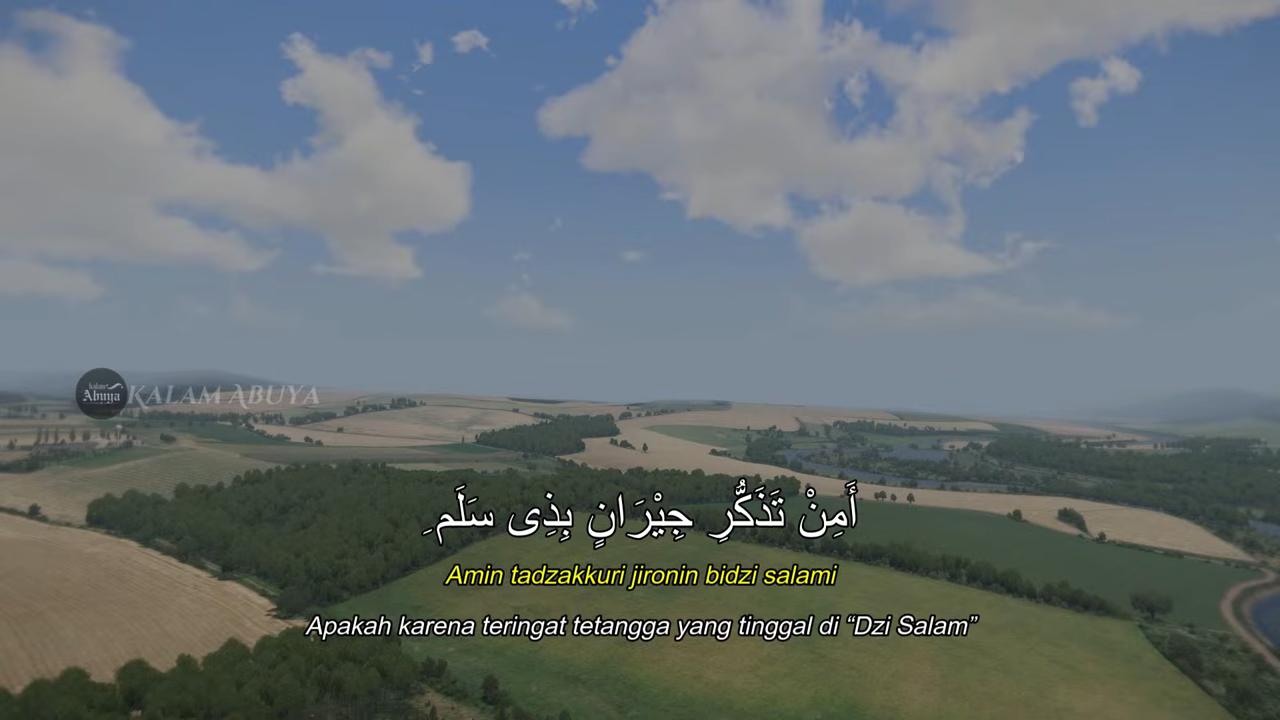 kalam
Abuya
KALAM ABUYA
أَمِنْ تَذَكُّرِ جِيْرَانٍ بِذِى سَلَمِ
Amin tadzakkuri jironin bidzi salami
Apakah karena teringat tetangga yang tinggal di “Dzi Salam”